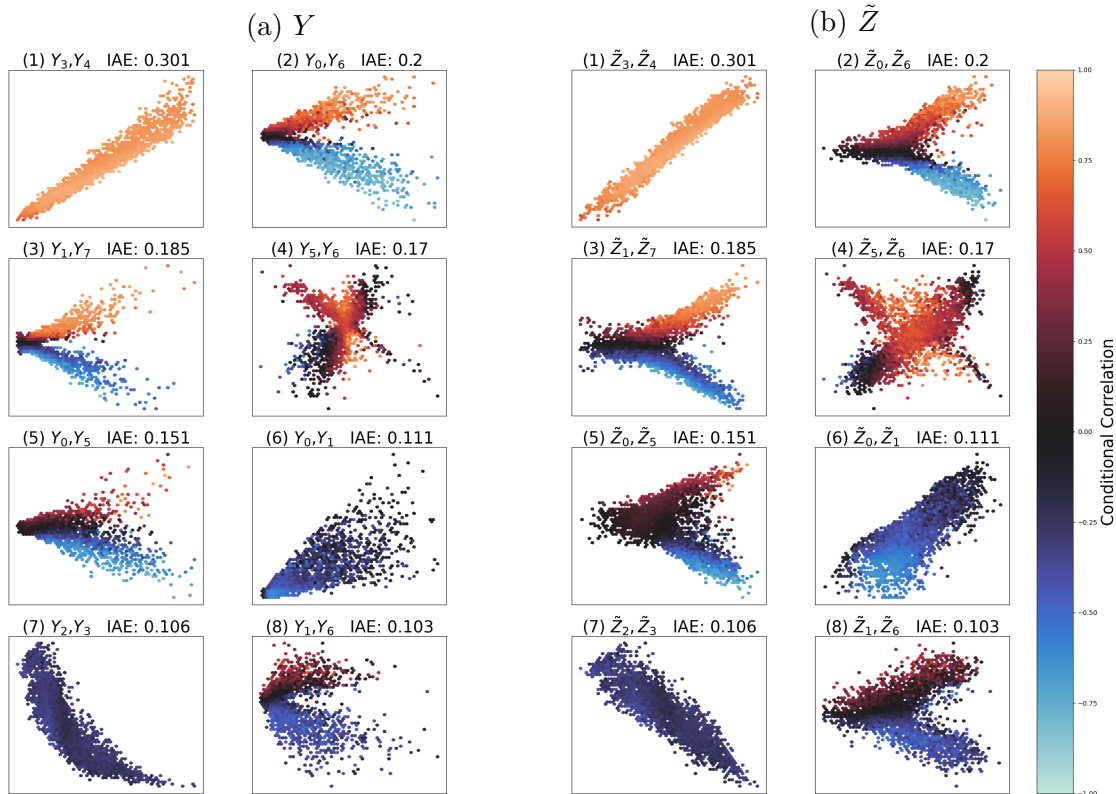 (a) Y
(b) Z̃
(1) Y₃,Y₄ IAE: 0.301
(2) Y₀,Y₆ IAE: 0.2
(1) Z̃₃,Z̃₄ IAE: 0.301
(2) Z̃₀,Z̃₆ IAE: 0.2
(3) Y₁,Y₇ IAE: 0.185
(4) Y₅,Y₆ IAE: 0.17
(3) Z̃₁,Z̃₇ IAE: 0.185
(4) Z̃₅,Z̃₆ IAE: 0.17
(5) Y₀,Y₅ IAE: 0.151
(6) Y₀,Y₁ IAE: 0.111
(5) Z̃₀,Z̃₅ IAE: 0.151
(6) Z̃₀,Z̃₁ IAE: 0.111
(7) Y₂,Y₃ IAE: 0.106
(8) Y₁,Y₆ IAE: 0.103
(7) Z̃₂,Z̃₃ IAE: 0.106
(8) Z̃₁,Z̃₆ IAE: 0.103
1.00
0.75
0.50
0.25
0.00
−0.25
−0.50
−0.75
−1.00
Conditional Correlation